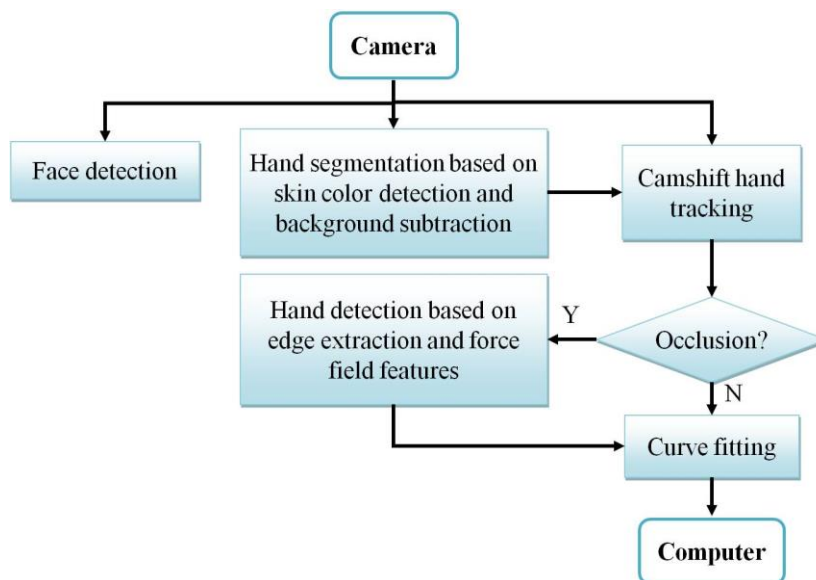 Camera
Face detection
Hand segmentation based on
skin color detection and
background subtraction
Camshift hand
tracking
Hand detection based on
edge extraction and force
field features
Y
Occlusion?
N
Curve fitting
Computer